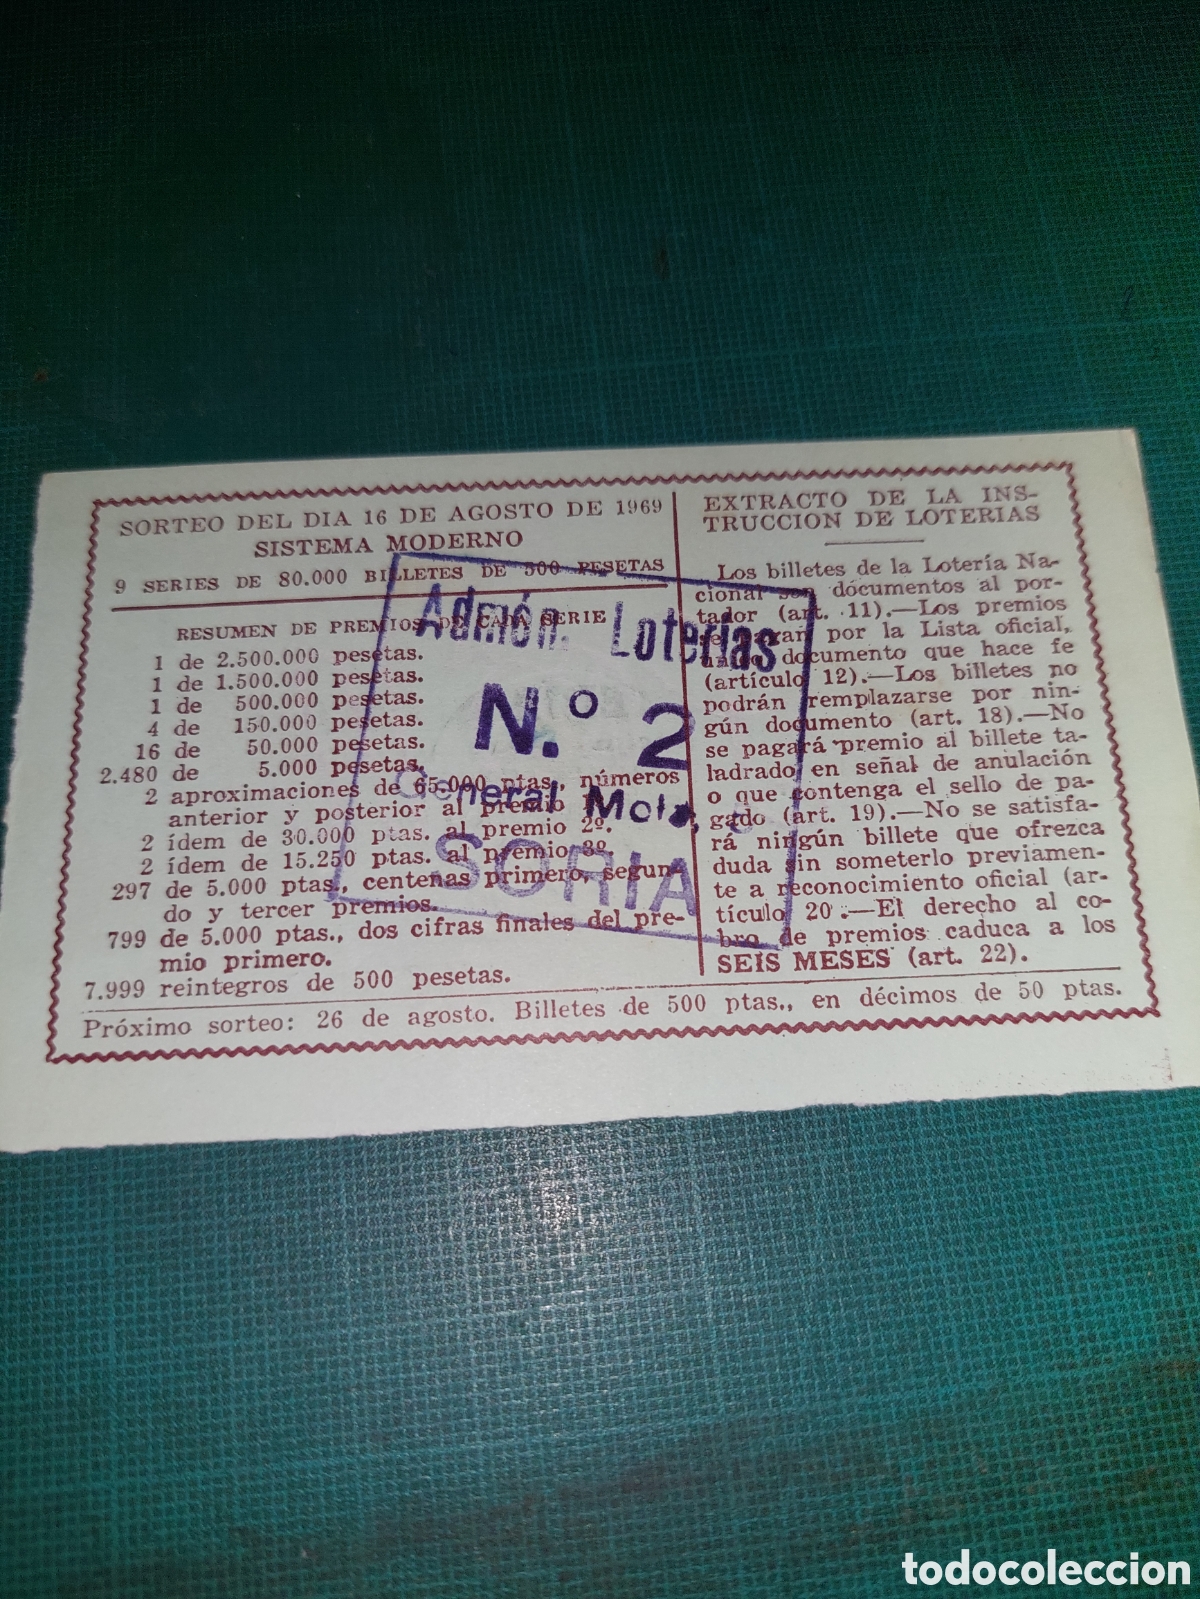 SORTEO DEL DIA 16 DE AGOSTO DE 1969
SISTEMA MODERNO
9 SERIES DE 80.000 BILLETES DE 500 PESETAS
RESUMEN DE PREMIOS DE CADA SERIE
1 de 2.500.000 pesetas.
1 de 1.500.000 pesetas.
1 de 500.000 pesetas.
4 de 150.000 pesetas.
16 de 50.000 pesetas.
2.480 de 5.000 pesetas.
2 aproximaciones de 65.000 ptas., números
anterior y posterior al premio
2 ídem de 30.000 ptas. al premio 2º.
2 ídem de 15.250 ptas. al premio 3º.
297 de 5.000 ptas., centenas primero, segun-
do y tercer premios.
799 de 5.000 ptas., dos cifras finales del pre-
mio primero.
7.999 reintegros de 500 pesetas.
EXTRACTO DE LA INS-
TRUCCION DE LOTERIAS
Los billetes de la Lotería Na-
cional son documentos al por-
tador (art. 11).—Los premios
por la Lista oficial,
documento que hace fe
(artículo 12).—Los billetes no
podrán remplazarse por nin-
gún documento (art. 18).—No
se pagará premio al billete ta-
ladrado en señal de anulación
o que contenga el sello de pa-
gado (art. 19).—No se satisfa-
rá ningún billete que ofrezca
duda sin someterlo previamen-
te a reconocimiento oficial (ar-
tículo 20.—El derecho al co-
bro de premios caduca a los
SEIS MESES (art. 22).
Próximo sorteo: 26 de agosto. Billetes de 500 ptas., en décimos de 50 ptas.
Admón. Loterias
N.º 2
General Mola,
SORIA
todocoleccion